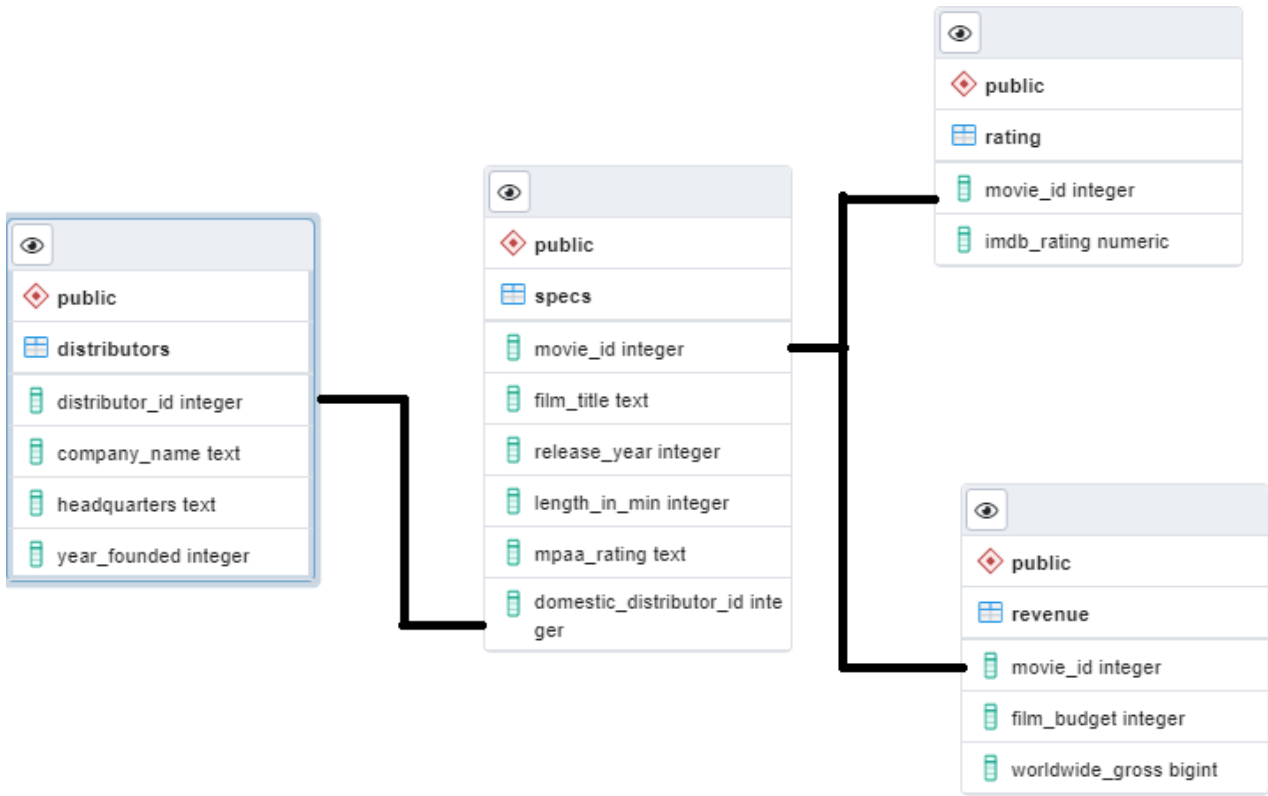 public
distributors
distributor_id integer
company_name text
headquarters text
year_founded integer
public
specs
movie_id integer
film_title text
release_year integer
length_in_min integer
mpaa_rating text
domestic_distributor_id inte
ger
public
rating
movie_id integer
imdb_rating numeric
public
revenue
movie_id integer
film_budget integer
worldwide_gross bigint